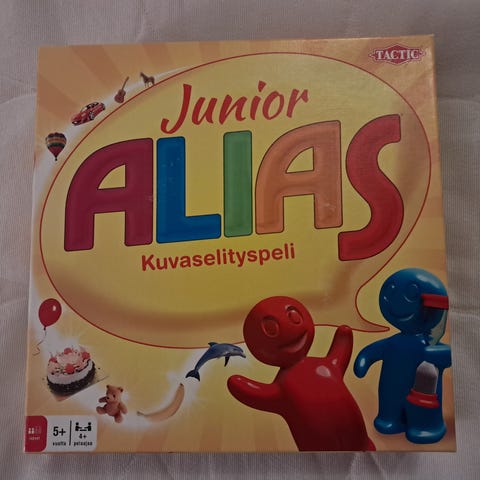 TACTIC
Junior
ALIAS
Kuvaselityspeli
5+
vuotta
4+
pelaajaa